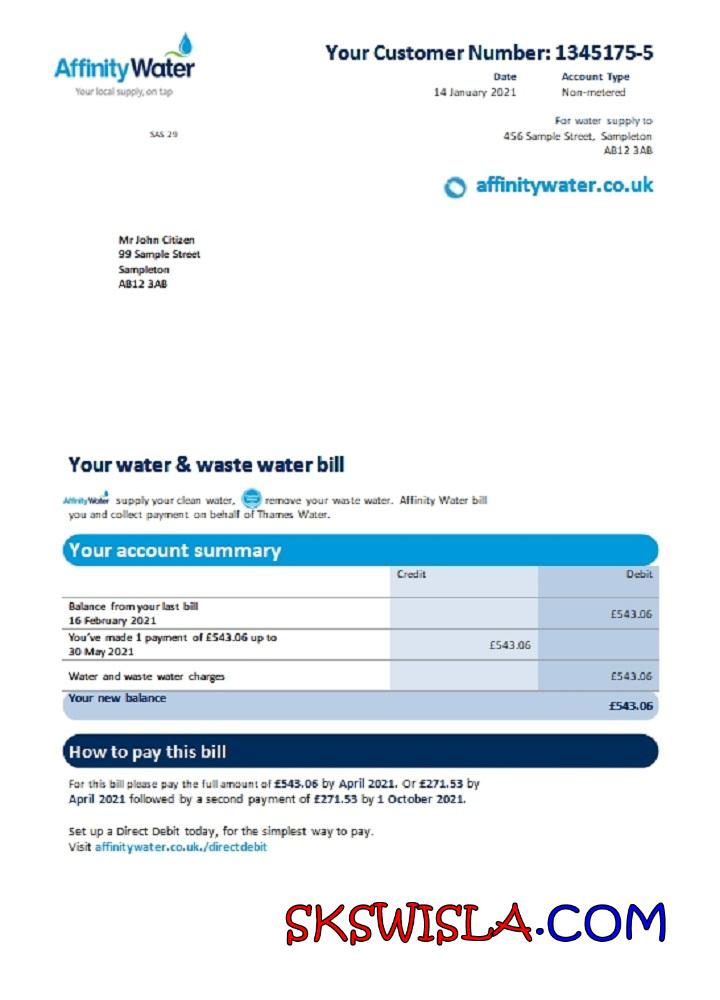 AffinityWater
Your local supply, on tap
Your Customer Number: 1345175-5
Date Account Type
14 January 2021 Non-metered
For water supply to
456 Sample Street, Sampleton
AB12 3AB
SAS 29
affinitywater.co.uk
Mr John Citizen
99 Sample Street
Sampleton
AB12 3AB
Your water & waste water bill
AffinityWater supply your clean water, remove your waste water. Affinity Water bill
you and collect payment on behalf of Thames Water.
Your account summary
Credit Debit
Balance from your last bill
16 February 2021 £543.06
You've made 1 payment of £543.06 up to
30 May 2021 £543.06
Water and waste water charges £543.06
Your new balance £543.06
How to pay this bill
For this bill please pay the full amount of £543.06 by April 2021. Or £271.53 by
April 2021 followed by a second payment of £271.53 by 1 October 2021.
Set up a Direct Debit today, for the simplest way to pay.
Visit affinitywater.co.uk./directdebit
SKSWISLA.COM